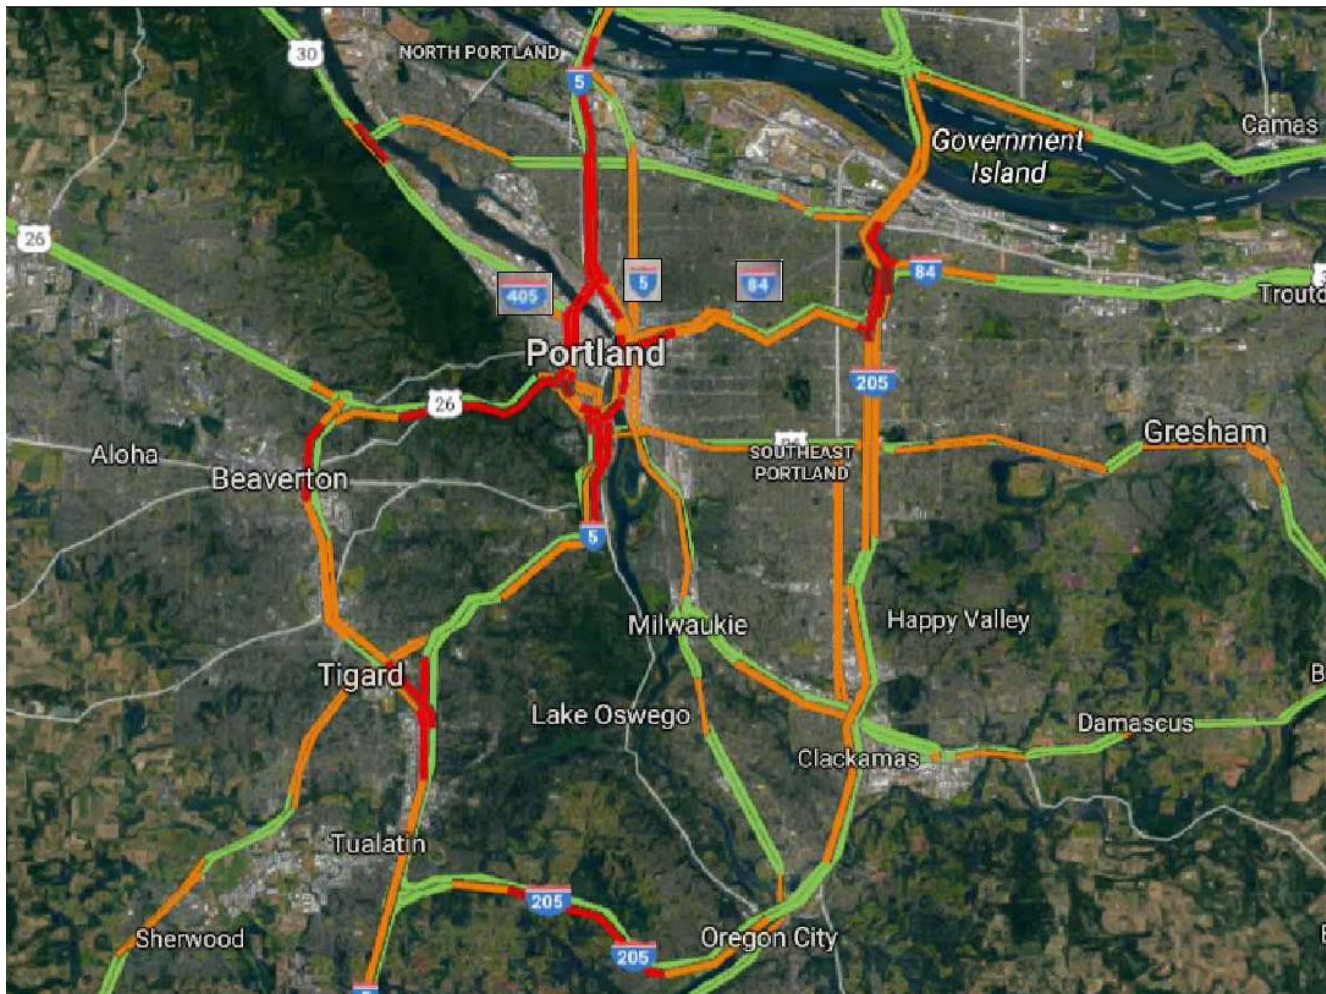 30
NORTH PORTLAND
5
Camas
Government
Island
26
84
405
5
84
Portland
205
26
Gresham
Aloha
SOUTHEAST
PORTLAND
Beaverton
5
Milwaukie
Happy Valley
Tigard
Lake Oswego
Damascus
Clackamas
Tualatin
205
Sherwood
Oregon City
205